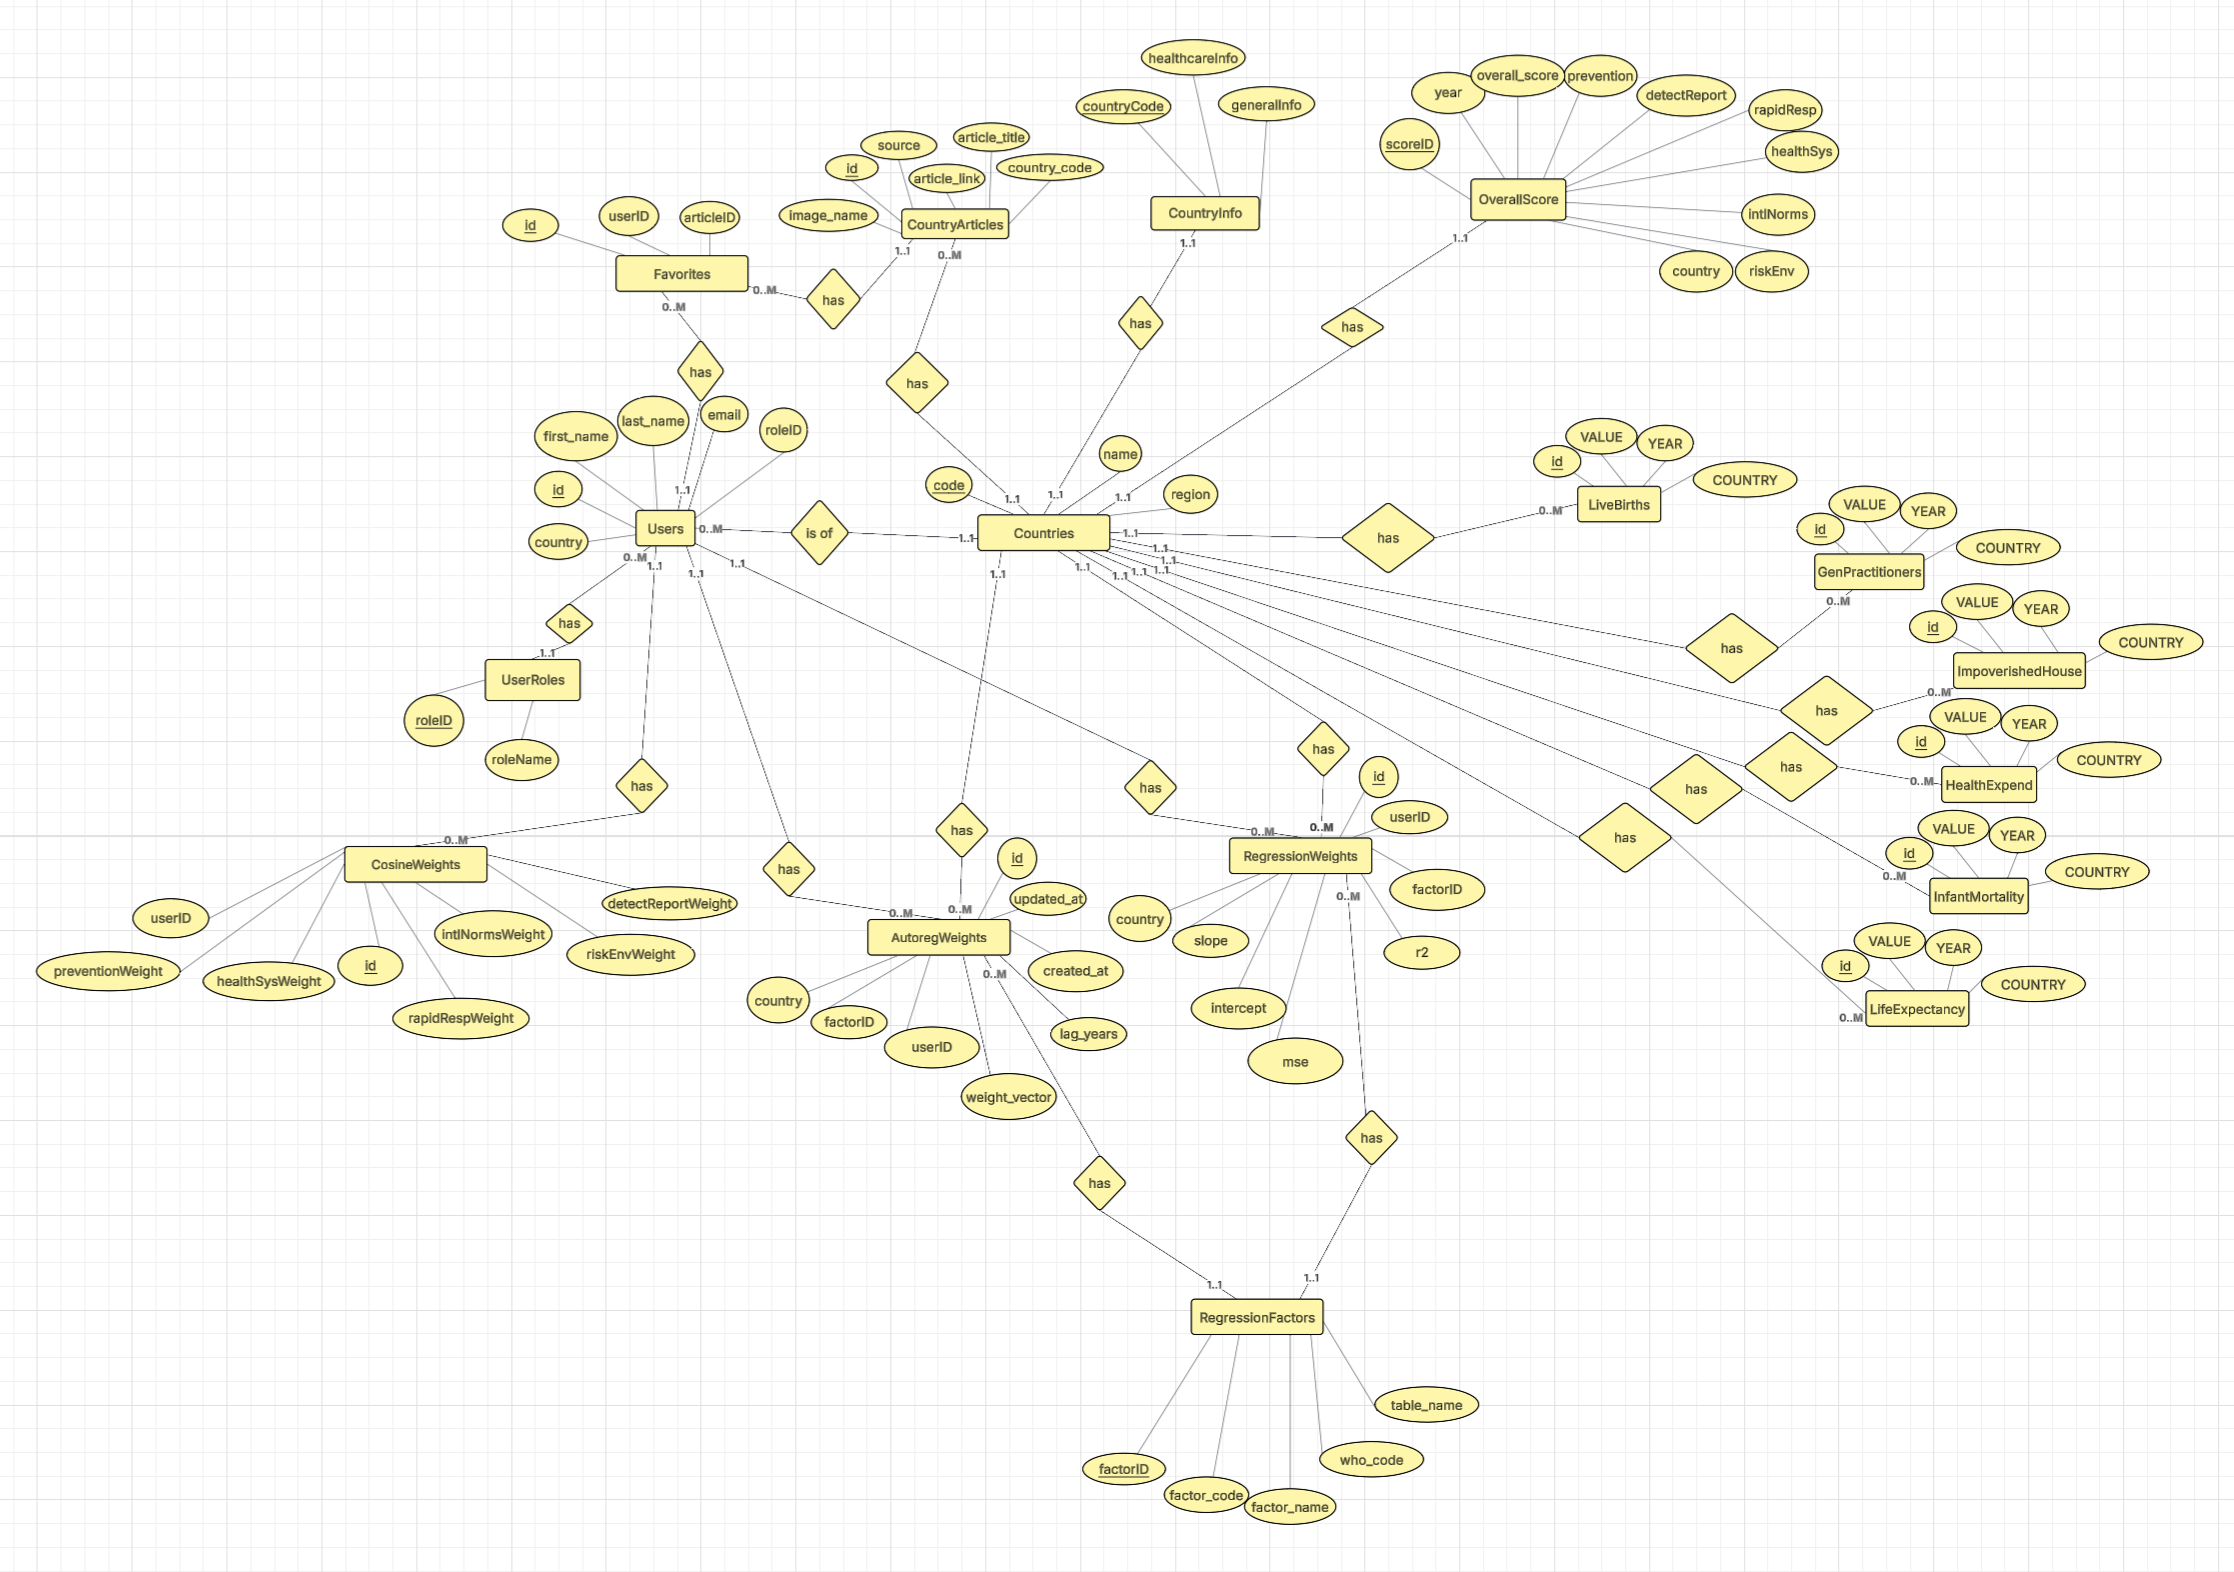 healthcareInfo
countryCode
generalInfo
CountryInfo
1..1
has
1..1
year
overall_score
prevention
detectReport
rapidResp
healthSys
scoreID
OverallScore
intlNorms
country
riskEnv
1..1
has
1..1
source
article_title
id
article_link
country_code
image_name
CountryArticles
1..1
0..M
has
1..1
id
userID
articleID
Favorites
0..M
has
0..M
has
1..1
first_name
last_name
email
roleID
id
country
Users
0..M
is of
1..1
code
name
region
Countries
0..M
has
1..1
UserRoles
roleID
roleName
1..1
has
0..M
CosineWeights
userID
preventionWeight
healthSysWeight
id
rapidRespWeight
intlNormsWeight
riskEnvWeight
detectReportWeight
1..1
has
0..M
1..1
has
0..M
id
updated_at
AutoregWeights
created_at
country
factorID
userID
weight_vector
lag_years
0..M
has
1..1
1..1
has
0..M
1..1
has
0..M
id
userID
RegressionWeights
factorID
country
slope
intercept
mse
r2
0..M
has
1..1
RegressionFactors
factorID
factor_code
factor_name
who_code
table_name
1..1
has
0..M
id
VALUE
YEAR
COUNTRY
LiveBirths
1..1
has
0..M
id
VALUE
YEAR
COUNTRY
GenPractitioners
1..1
has
0..M
id
VALUE
YEAR
COUNTRY
ImpoverishedHouse
1..1
has
0..M
id
VALUE
YEAR
COUNTRY
HealthExpend
1..1
has
0..M
id
VALUE
YEAR
COUNTRY
InfantMortality
1..1
has
0..M
id
VALUE
YEAR
COUNTRY
LifeExpectancy